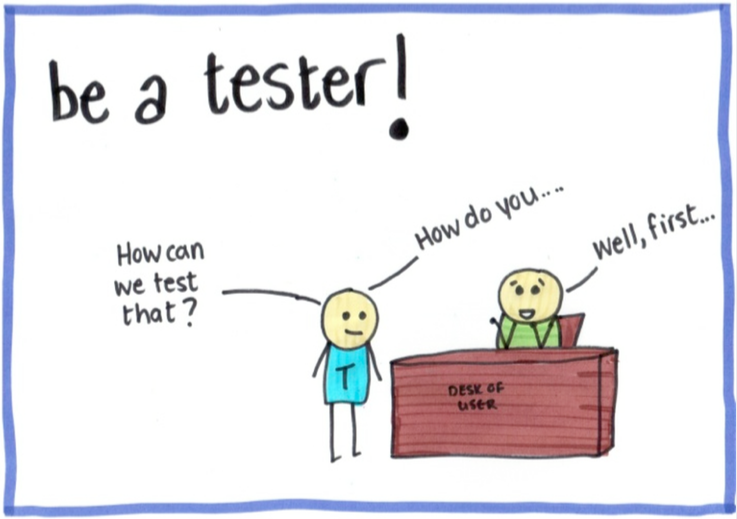 be a tester!
How can
we test
that?
How do you....
Well, first...
T
DESK OF
USER